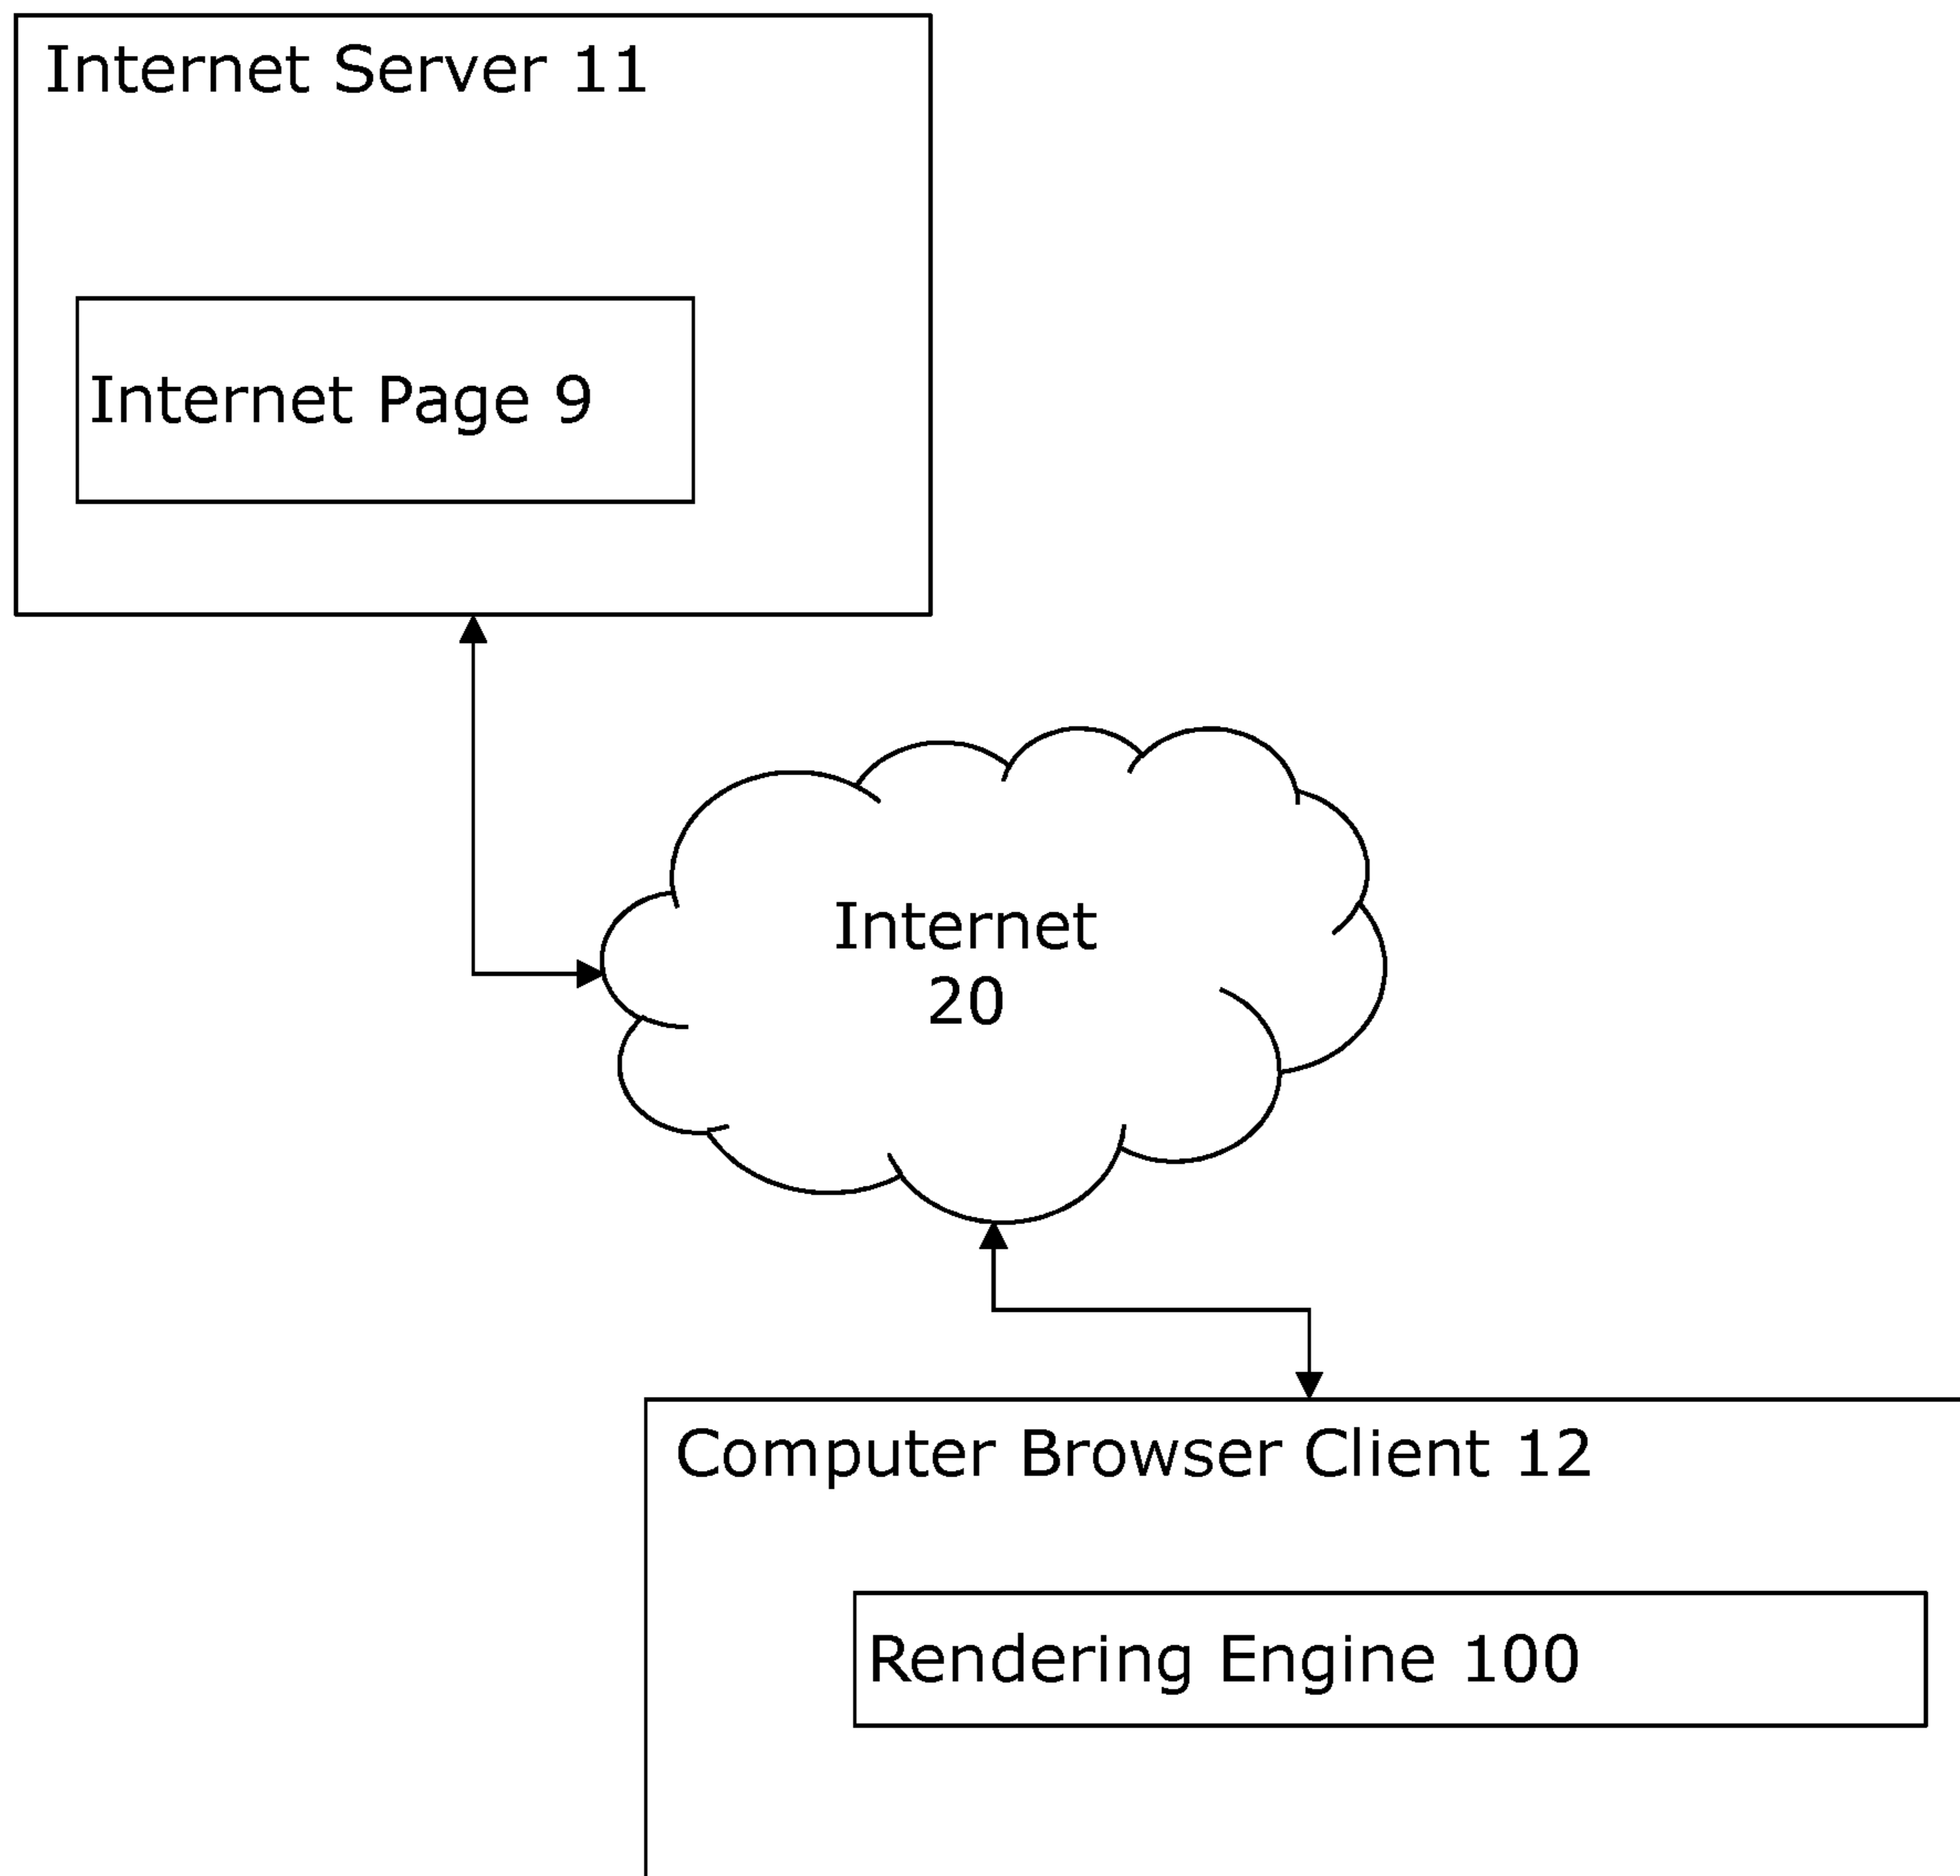 Internet Server 11
Internet Page 9
Internet
20
Computer Browser Client 12
Rendering Engine 100